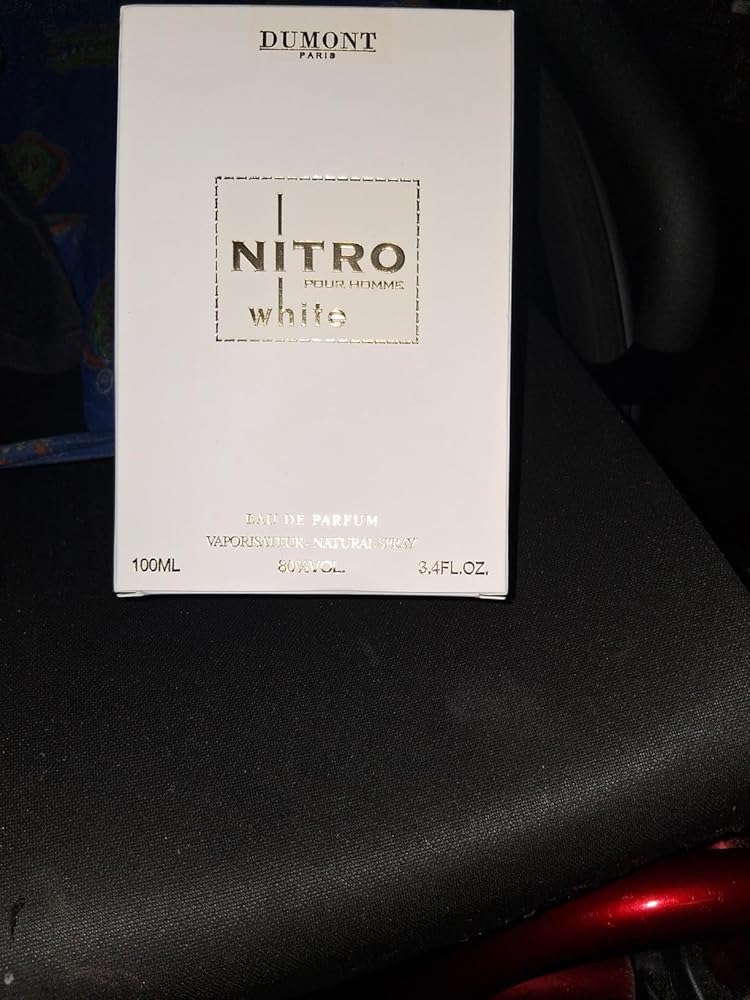 DUMONT
PARIS
NITRO
POUR HOMME
white
EAU DE PARFUM
VAPORISATEUR - NATURAL SPRAY
100ML 80%VOL. 3.4FL.OZ.